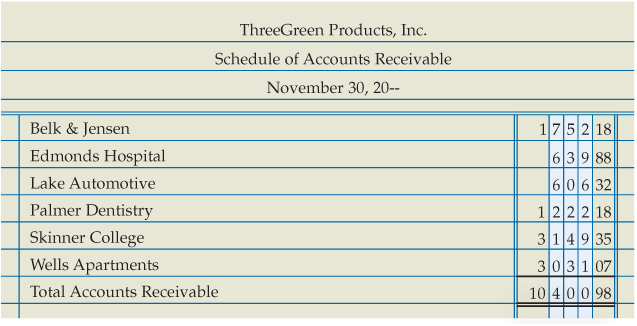 ThreeGreen Products, Inc.
Schedule of Accounts Receivable
November 30, 20--
Belk & Jensen 1 7 5 2 18
Edmonds Hospital 6 3 9 88
Lake Automotive 6 0 6 32
Palmer Dentistry 1 2 2 2 18
Skinner College 3 1 4 9 35
Wells Apartments 3 0 3 1 07
Total Accounts Receivable 10 4 0 0 98